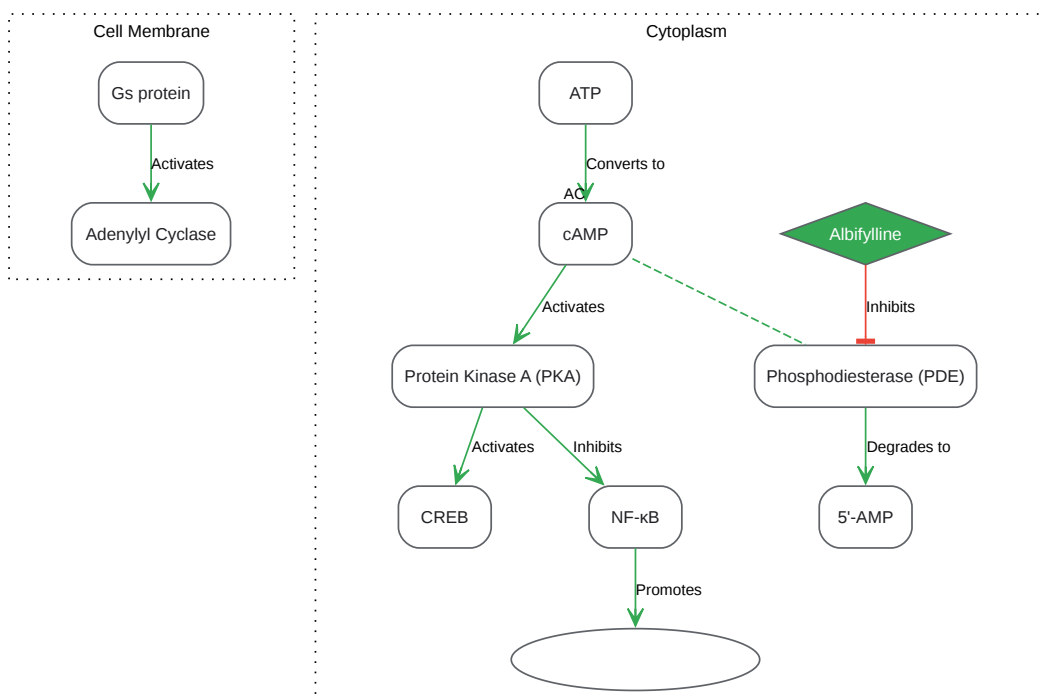 Cell Membrane
Cytoplasm
Gs protein
ATP
Activates
Converts to
AC
Adenylyl Cyclase
cAMP
Albifylline
Activates
Inhibits
Protein Kinase A (PKA)
Phosphodiesterase (PDE)
Activates
Inhibits
Degrades to
CREB
NF-κB
5'-AMP
Promotes